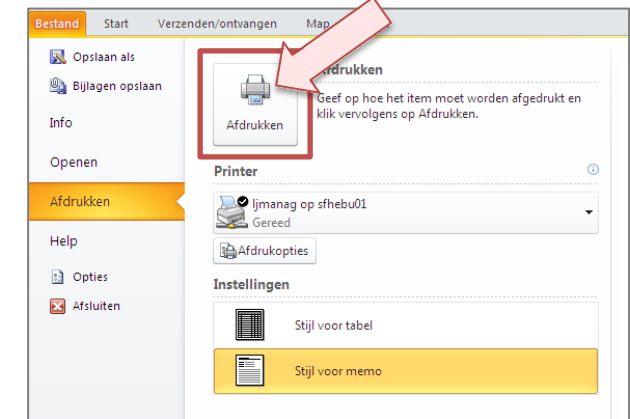 Bestand Start Verzenden/ontvangen Map
Opslaan als
Bijlagen opslaan
Info
Openen
Afdrukken
Help
Opties
Afsluiten
Afdrukken
Afdrukken
Geef op hoe het item moet worden afgedrukt en
klik vervolgens op Afdrukken.
Printer
ljmanag op sfhebu01
Gereed
Afdrukopties
Instellingen
Stijl voor tabel
Stijl voor memo